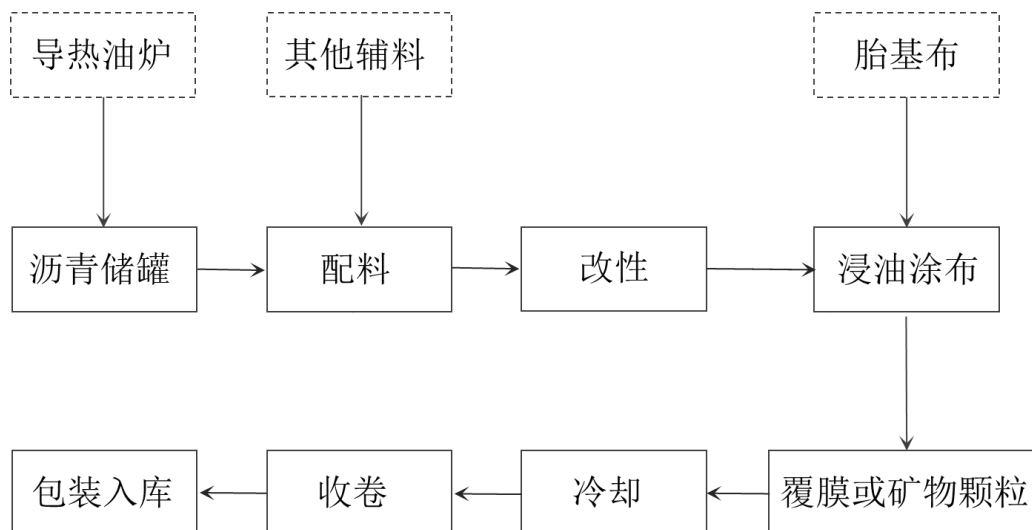 导热油炉
其他辅料
胎基布
沥青储罐
配料
改性
浸油涂布
包装入库
收卷
冷却
覆膜或矿物颗粒